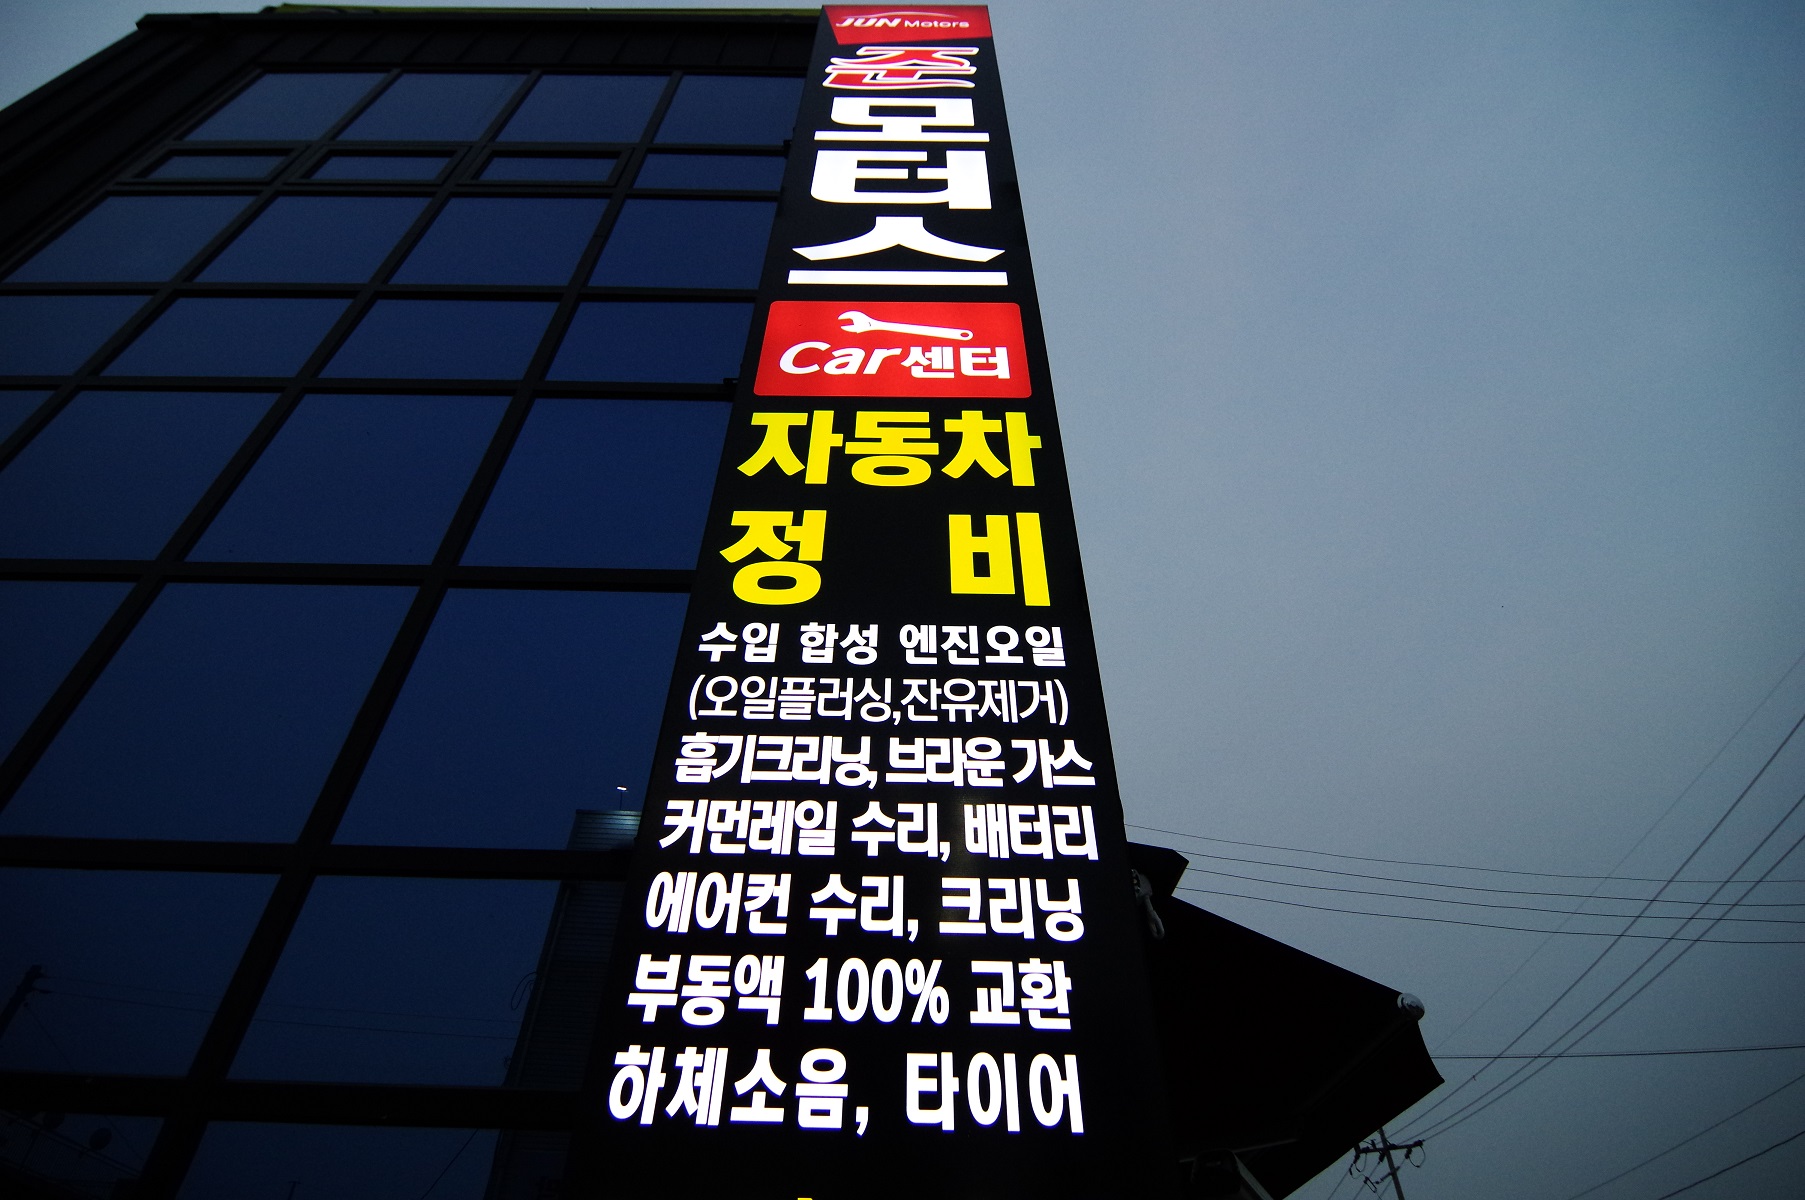 JUN Motors
준
모
터
스
Car센터
자동차
정 비
수입 합성 엔진오일
(오일플러싱,잔유제거)
흡기크리닝, 브라운 가스
커먼레일 수리, 배터리
에어컨 수리, 크리닝
부동액 100% 교환
하체소음, 타이어